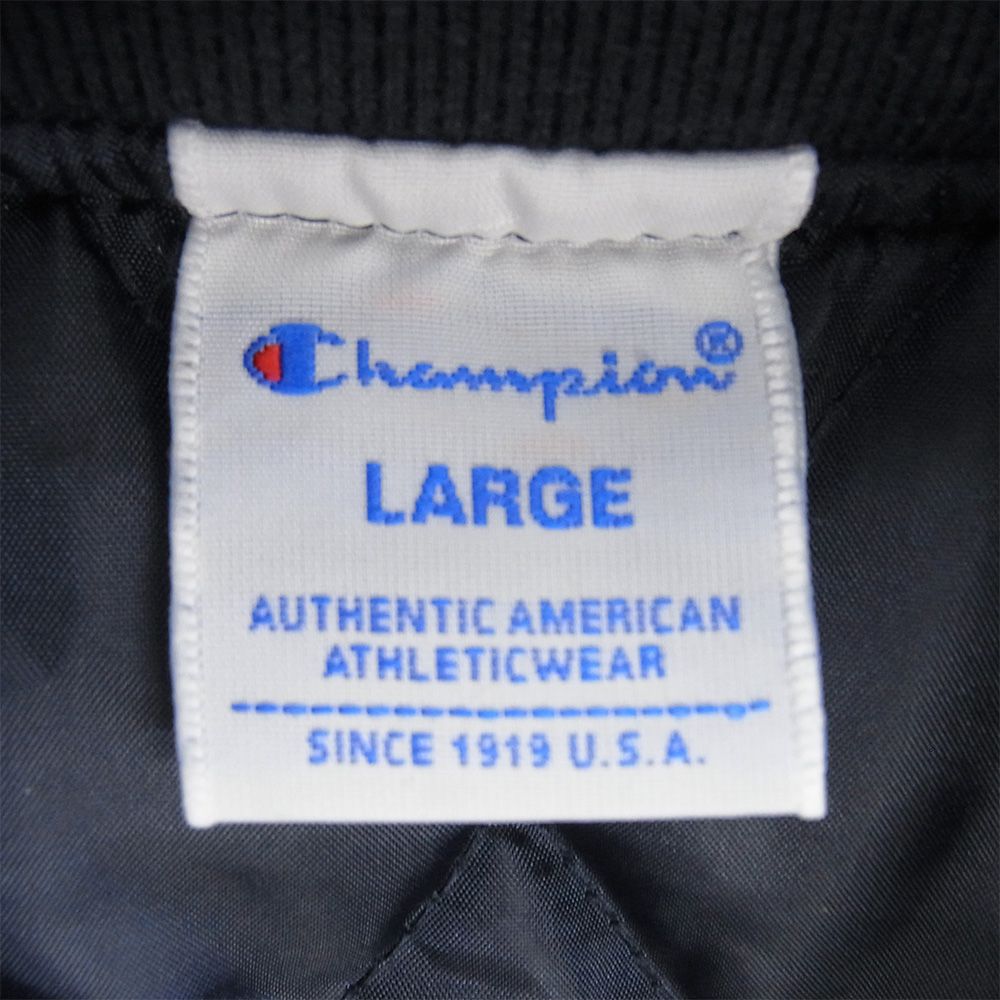 Champion®
LARGE
AUTHENTIC AMERICAN
ATHLETICWEAR
SINCE 1919 U.S.A.